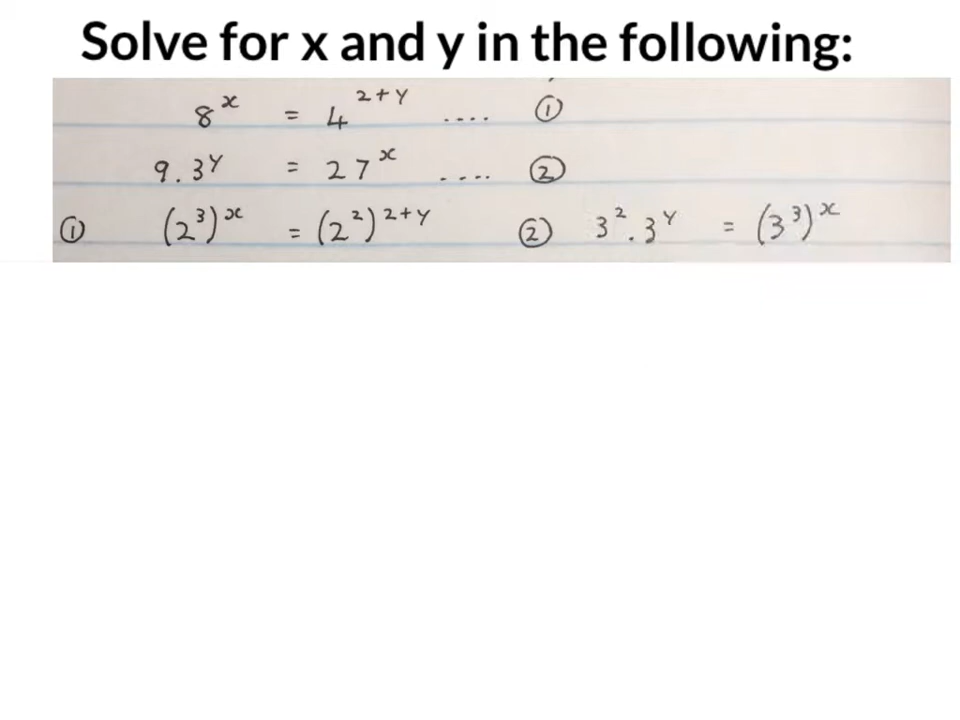 Solve for x and y in the following:
8^x = 4^(2+y) .... ①
9.3^y = 27^x .... ②
① (2^3)^x = (2^2)^(2+y) ② 3^2.3^y = (3^3)^x